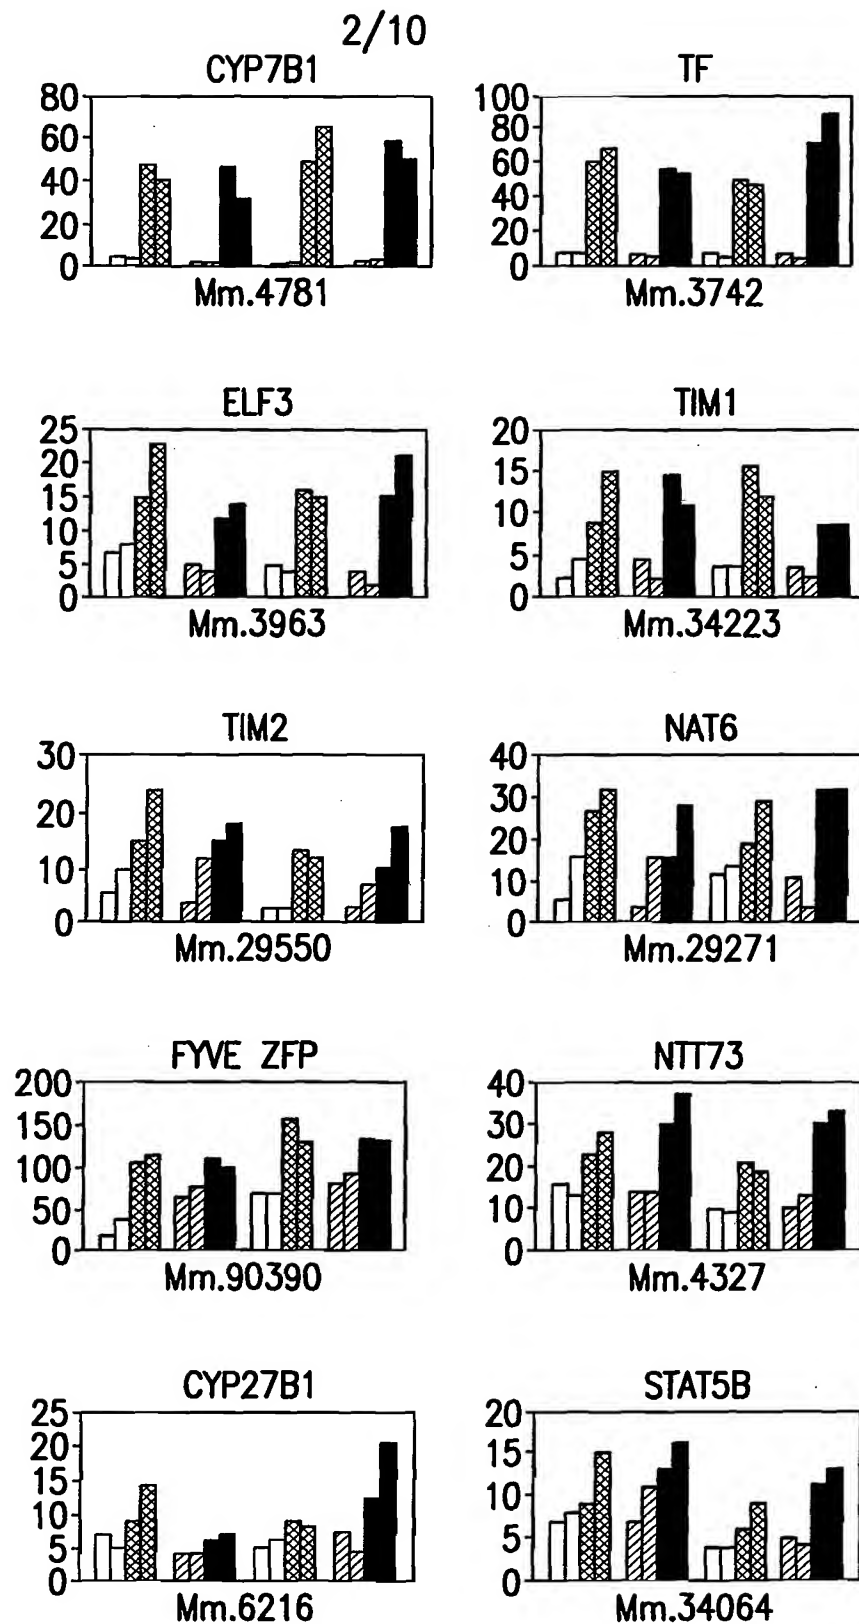 2/10
CYP7B1
80
60
40
20
0
Mm.4781
TF
100
80
60
40
20
0
Mm.3742
ELF3
25
20
15
10
5
0
Mm.3963
TIM1
20
15
10
5
0
Mm.34223
TIM2
30
20
10
0
Mm.29550
NAT6
40
30
20
10
0
Mm.29271
FYVE ZFP
200
150
100
50
0
Mm.90390
NTT73
40
30
20
10
0
Mm.4327
CYP27B1
25
20
15
10
5
0
Mm.6216
STAT5B
20
15
10
5
0
Mm.34064